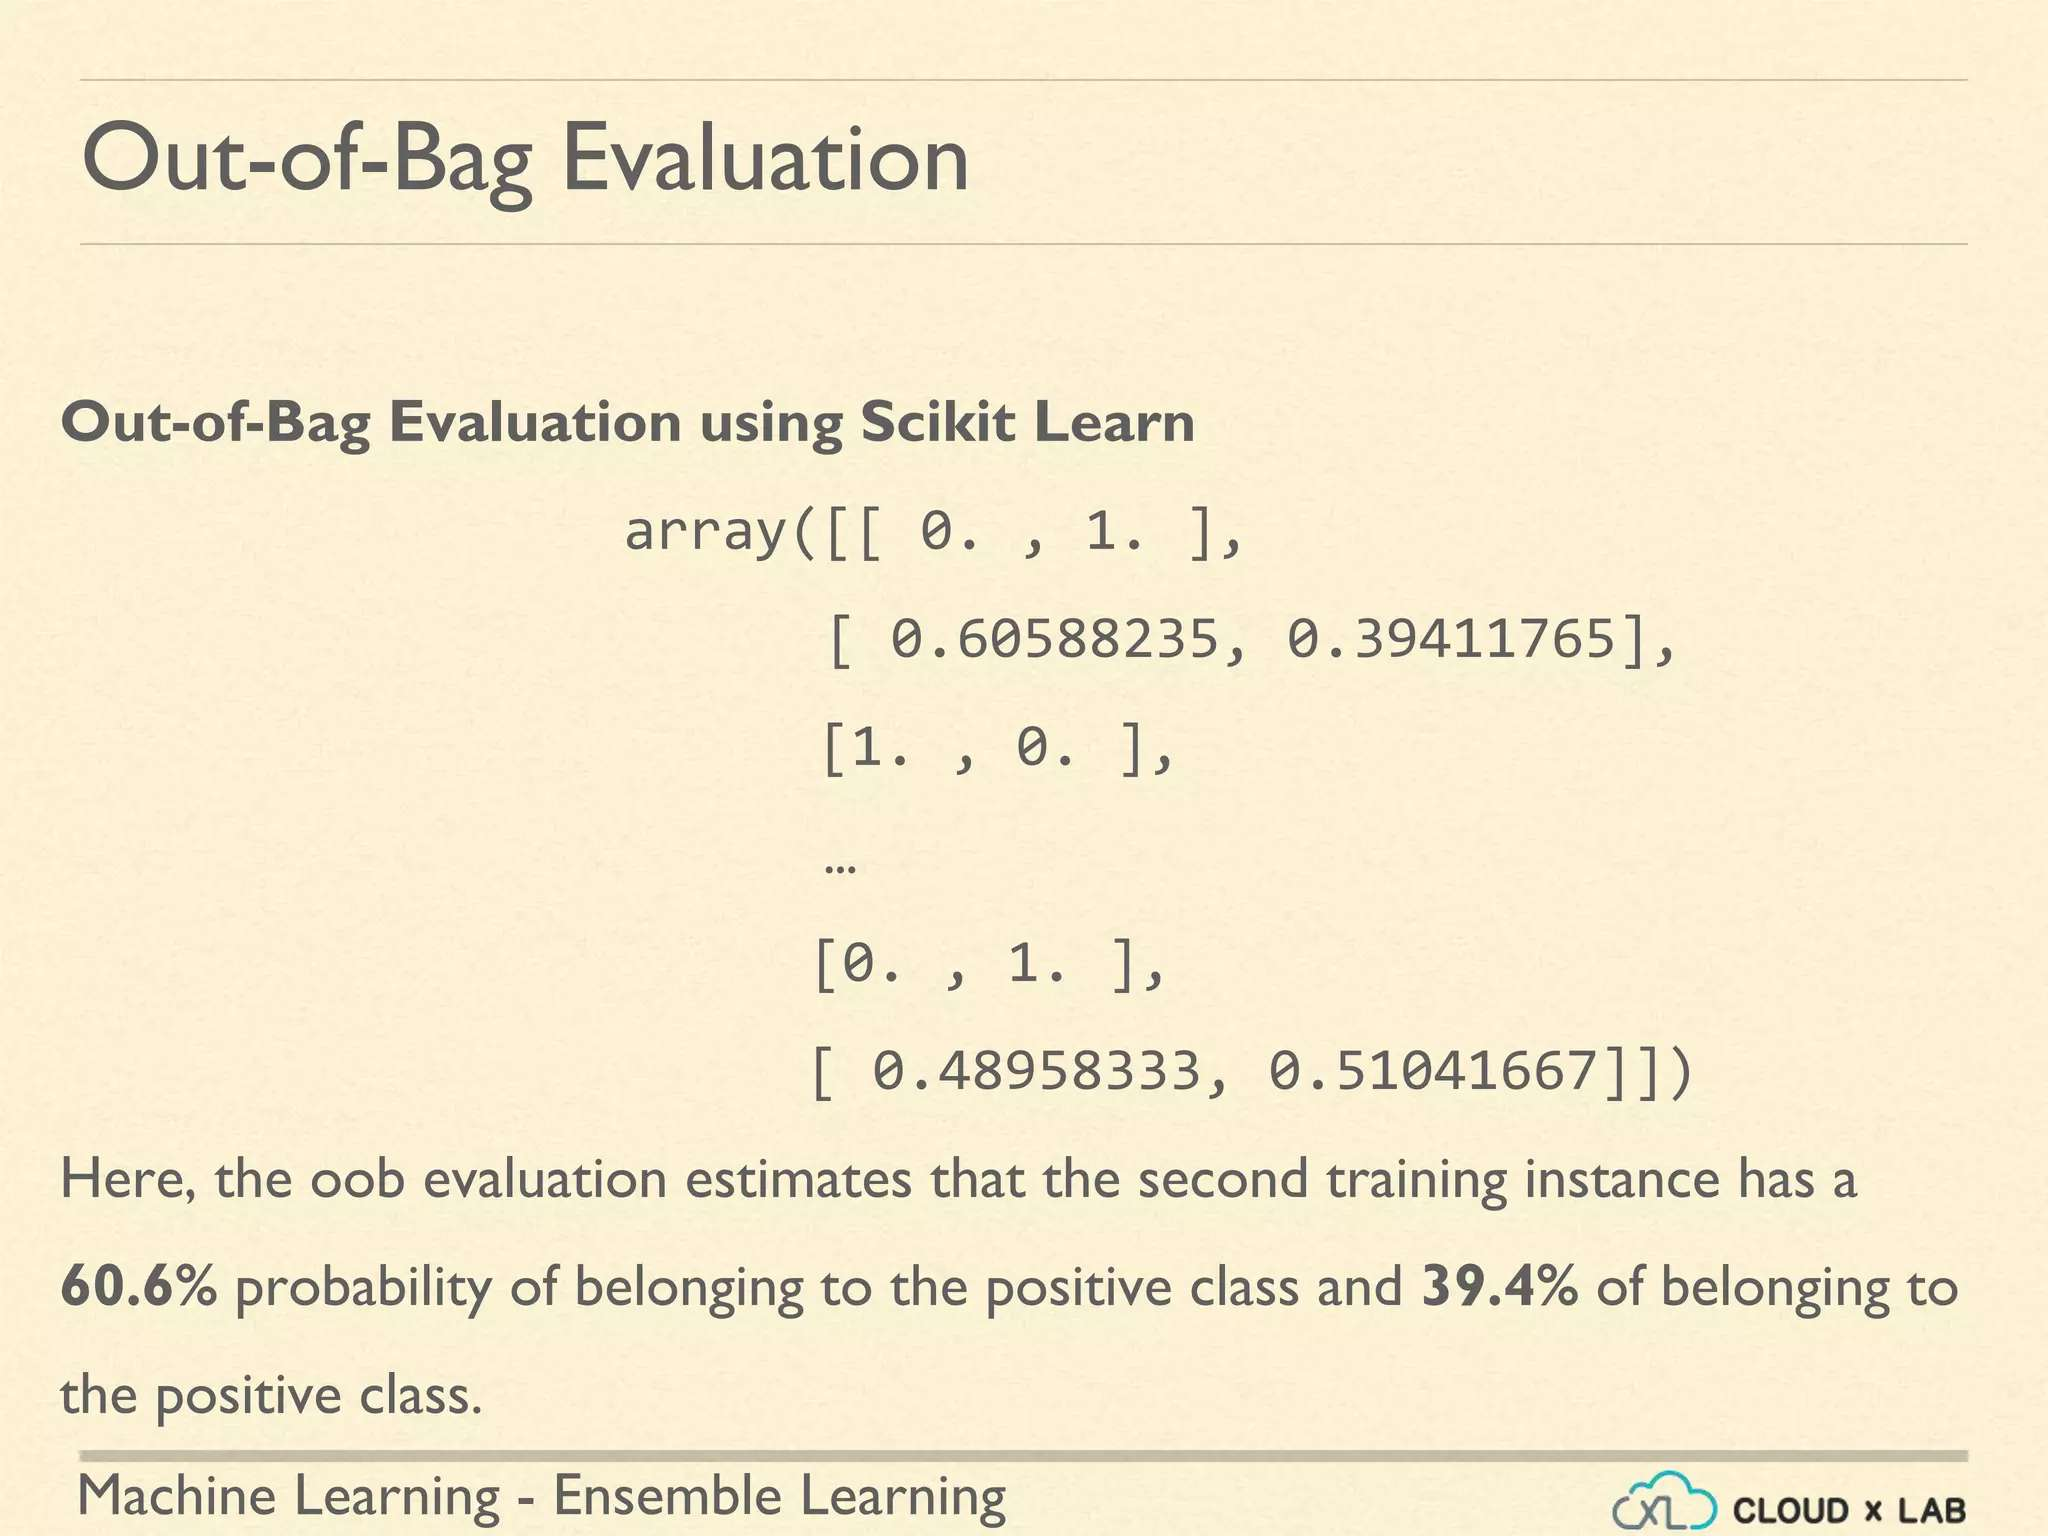 Out-of-Bag Evaluation
Out-of-Bag Evaluation using Scikit Learn
array([[ 0. , 1. ],
[ 0.60588235, 0.39411765],
[1. , 0. ],
…
[0. , 1. ],
[ 0.48958333, 0.51041667]])
Here, the oob evaluation estimates that the second training instance has a
60.6% probability of belonging to the positive class and 39.4% of belonging to
the positive class.
Machine Learning - Ensemble Learning
CXL CLOUD x LAB